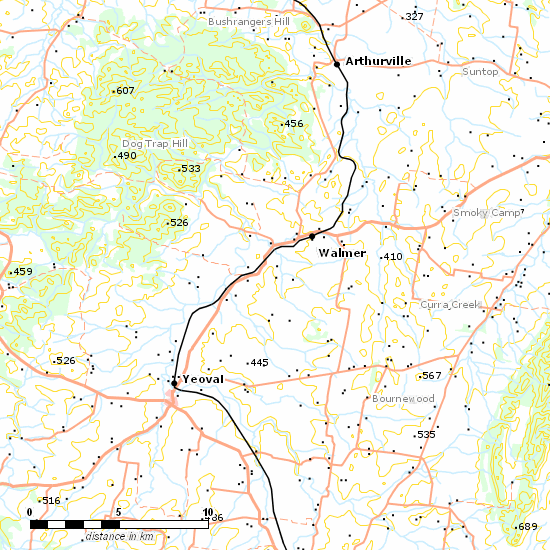 327
Bushrangers Hill
Arthurville
Suntop
607
456
Dog Trap Hill
490
533
Smoky Camp
526
Walmer
410
459
Curra Creek
526
445
Yeoval
567
Bournewood
535
516
0 5 10
486
689
distance in km